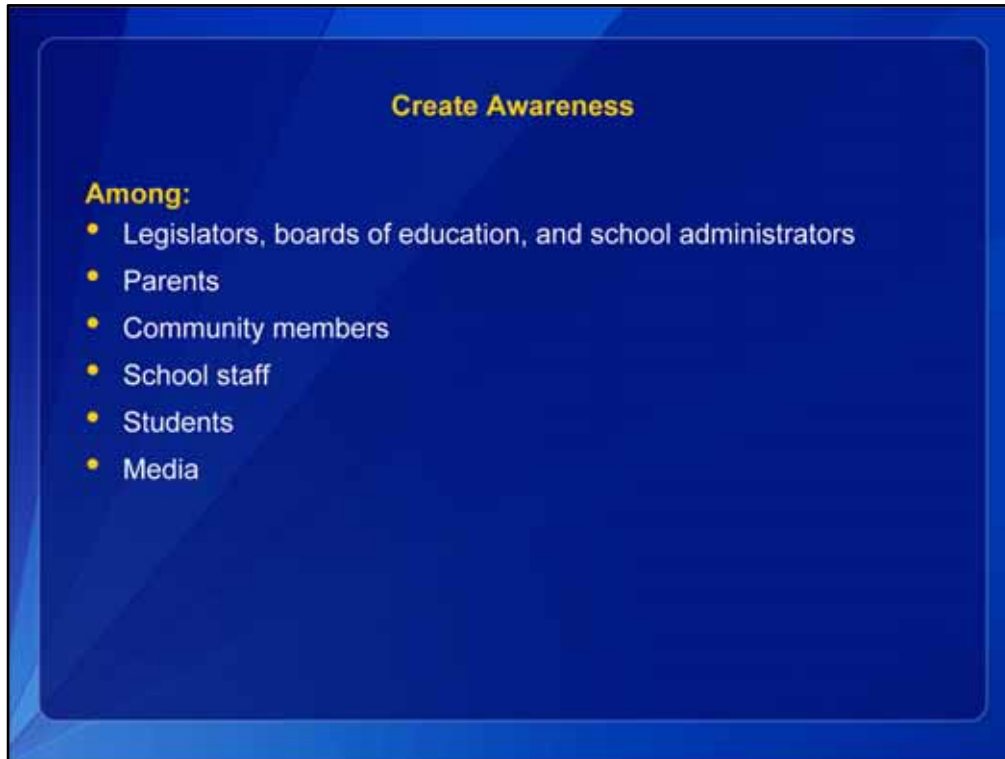 Create Awareness
Among:
• Legislators, boards of education, and school administrators
• Parents
• Community members
• School staff
• Students
• Media